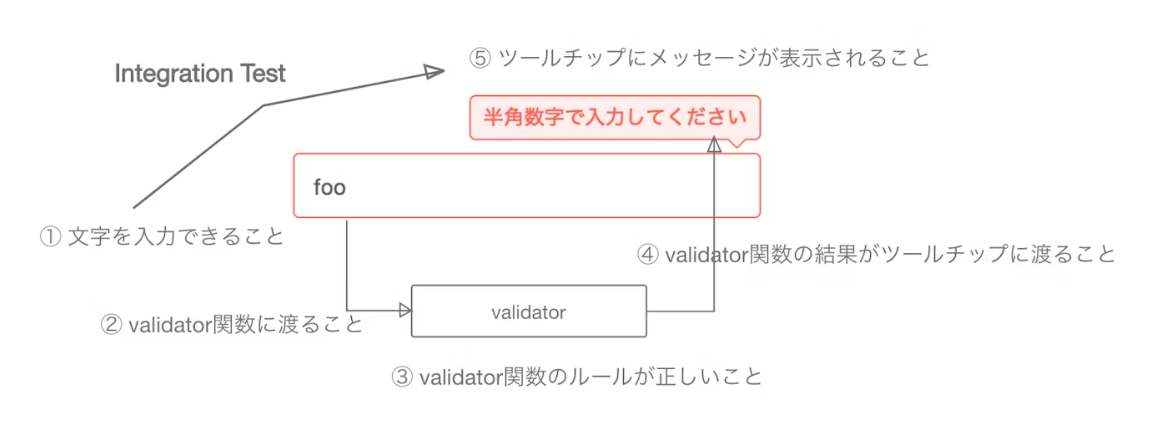 Integration Test
⑤ ツールチップにメッセージが表示されること
半角数字で入力してください
foo
① 文字を入力できること
④ validator関数の結果がツールチップに渡ること
validator
② validator関数に渡ること
③ validator関数のルールが正しいこと